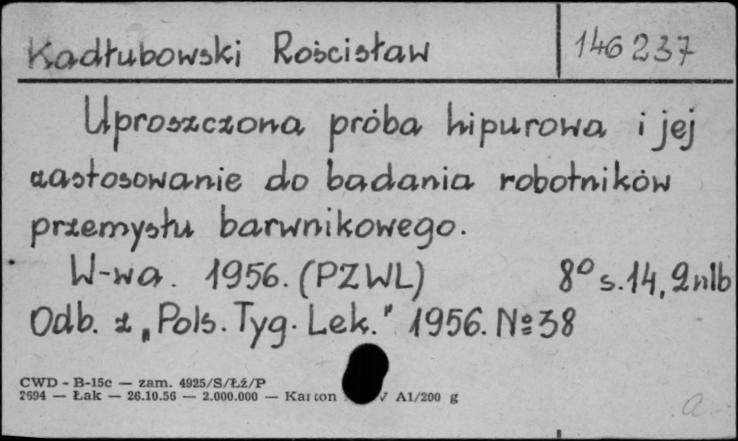 Kadłubowski Rościsław 146237
Uproszczona próba hipurowa i jej
zastosowanie do badania robotników
przemysłu barwnikowego.
W-wa. 1956. (PZWL) 8° s.14, 2nlb
Odb. z „Pols. Tyg. Lek." 1956. № 38
CWD - B-15c — zam. 4925/S/Łż/P
2694 — Łak — 26.10.56 — 2.000.000 — Karton V A1/200 g
a